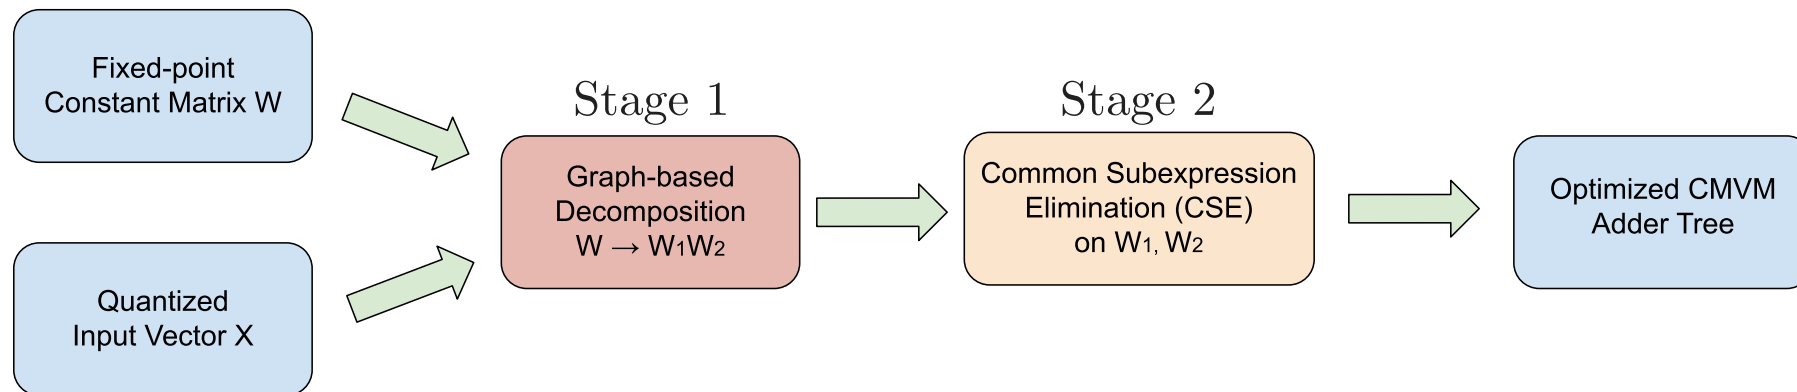 Fixed-point
Constant Matrix W
Quantized
Input Vector X
Stage 1
Graph-based
Decomposition
W → W1W2
Stage 2
Common Subexpression
Elimination (CSE)
on W1, W2
Optimized CMVM
Adder Tree